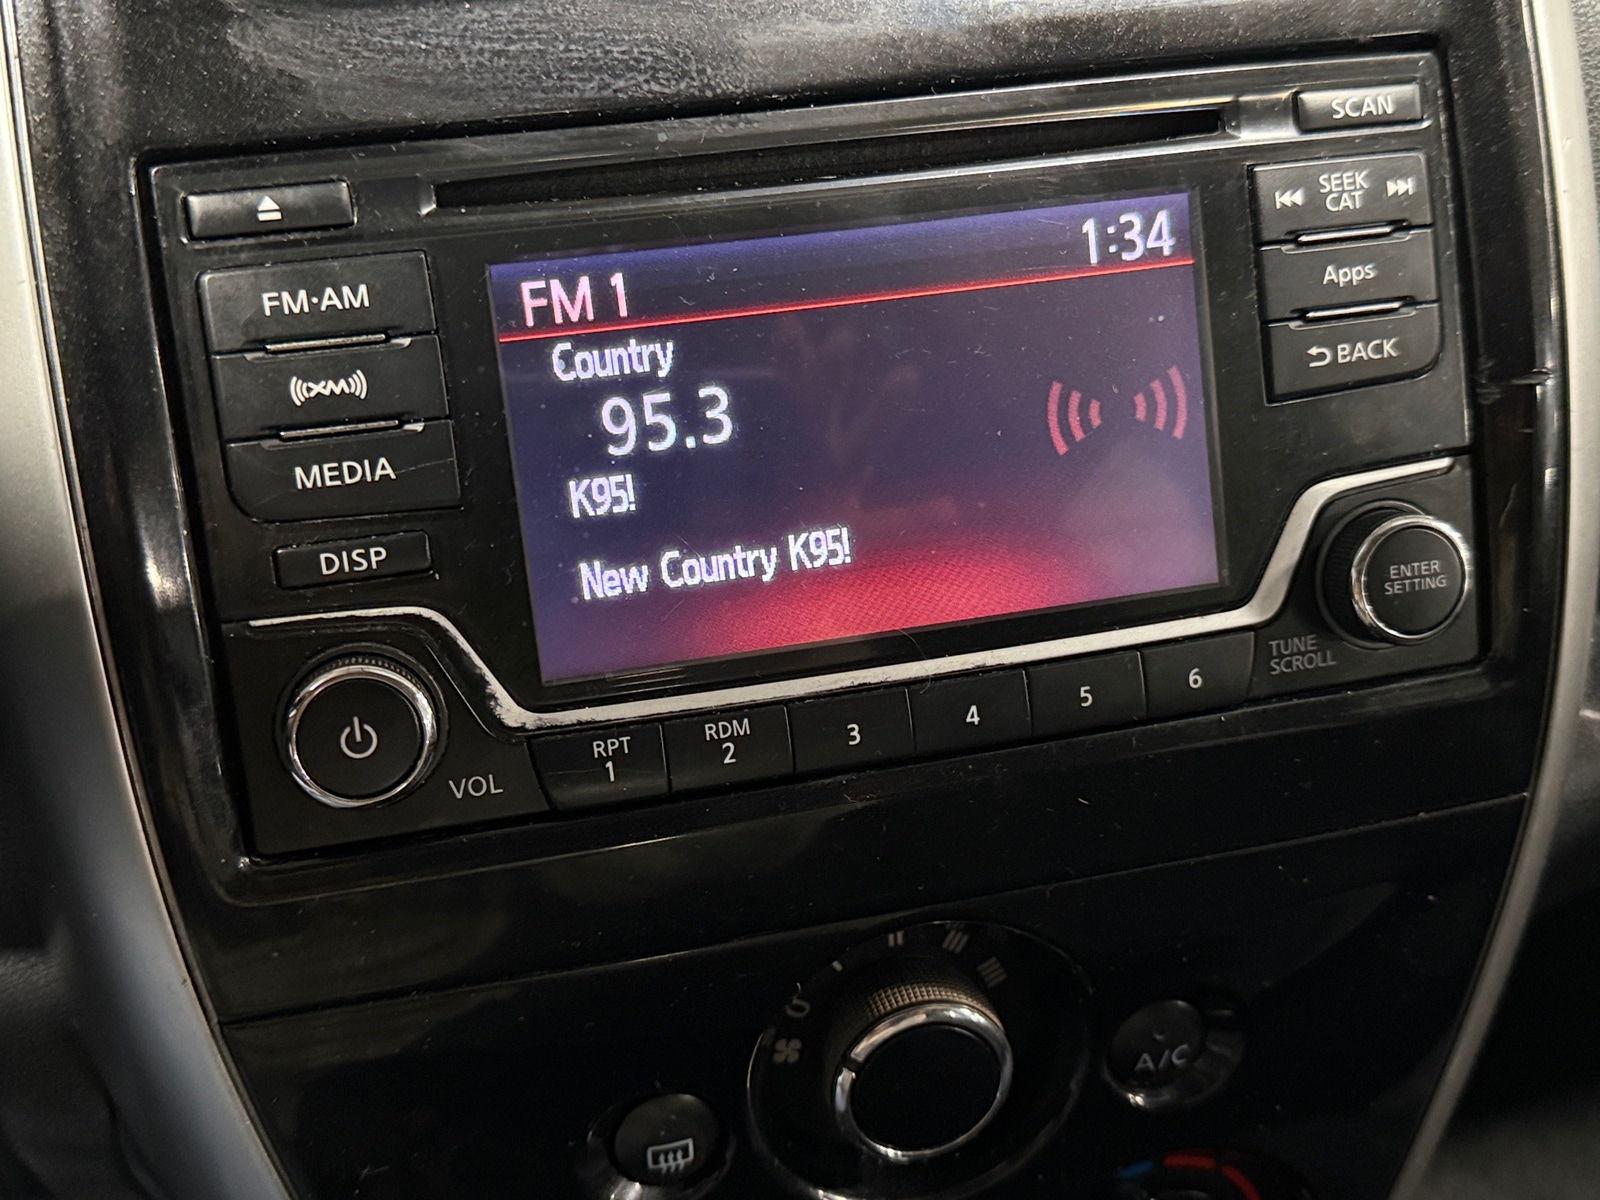 SCAN
SEEK
CAT
FM·AM
FM 1
1:34
Apps
Country
XM
95.3
BACK
MEDIA
K95!
DISP
New Country K95!
ENTER
SETTING
TUNE
SCROLL
VOL
RPT
1
RDM
2
3
4
5
6
A/C